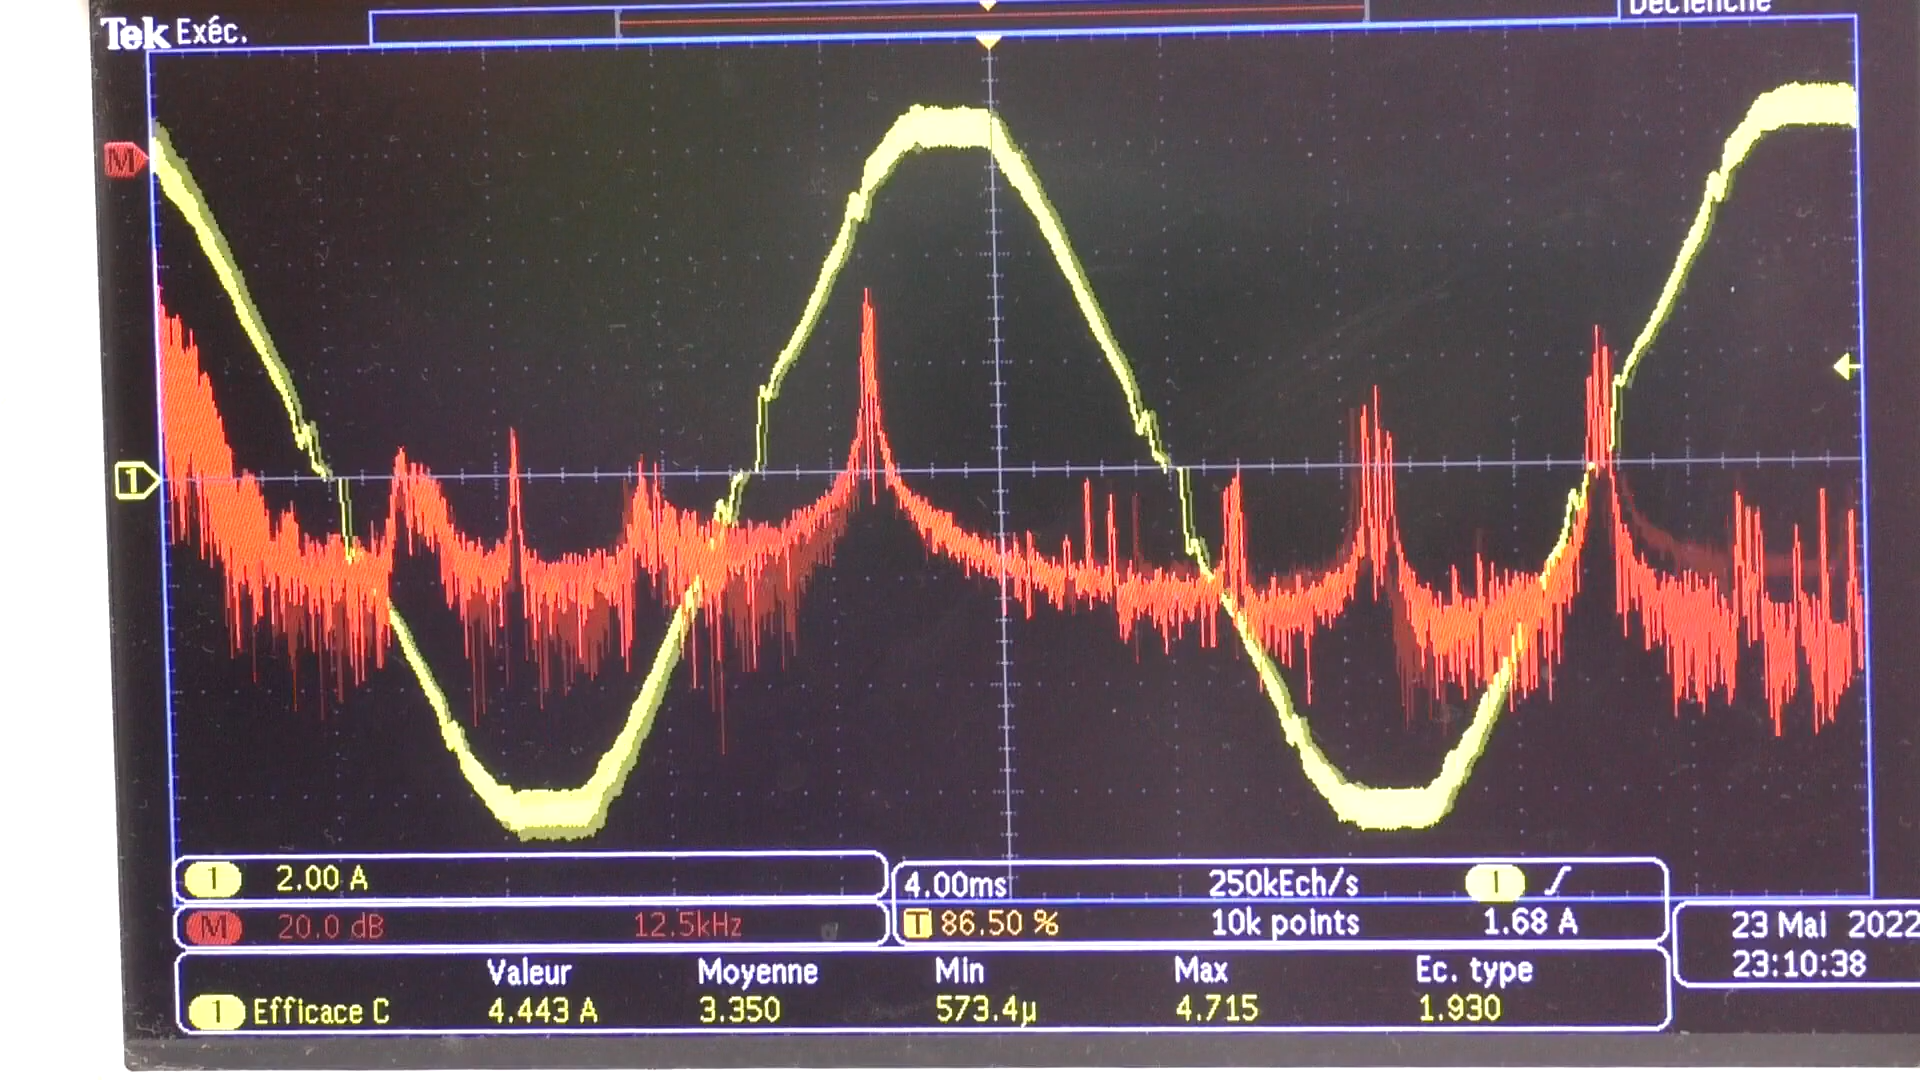 Tek Exéc.
Déclenché
M
1
1 2.00 A
M 20.0 dB 12.5kHz
4.00ms 250kEch/s 1
T 86.50 % 10k points 1.68 A
23 Mai 2022
23:10:38
Valeur Moyenne Min Max Ec. type
1 Efficace C 4.443 A 3.350 573.4µ 4.715 1.930